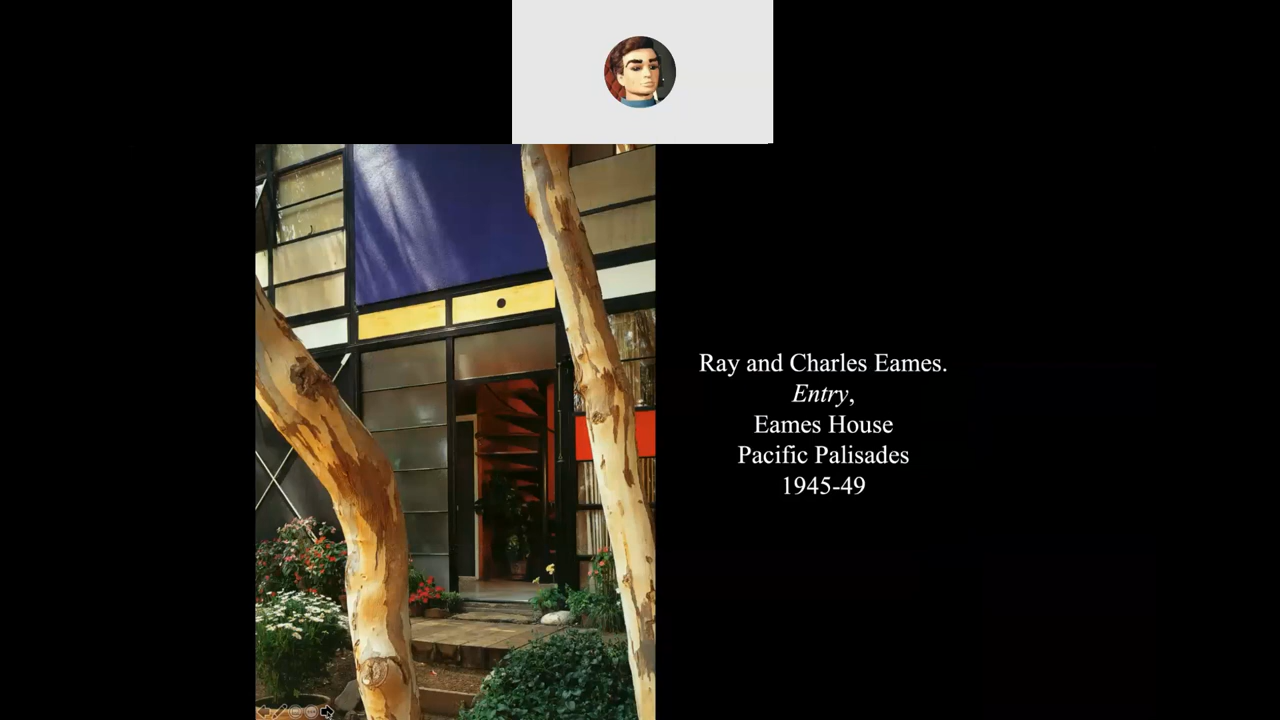 Ray and Charles Eames.
Entry,
Eames House
Pacific Palisades
1945-49